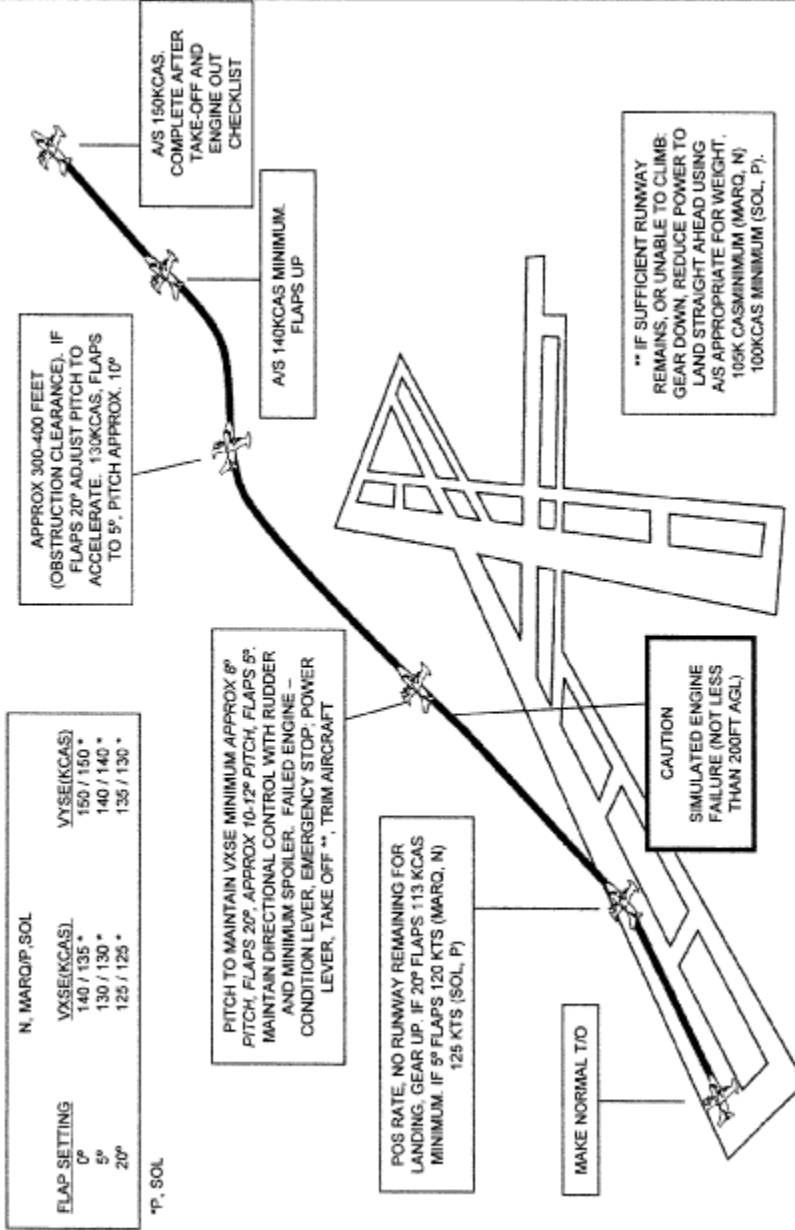 N, MARQ/P,SOL
FLAP SETTING VXSE(KCAS) VYSE(KCAS)
0º 140 / 135 * 150 / 150 *
5º 130 / 130 * 140 / 140 *
20º 125 / 125 * 135 / 130 *
*P, SOL
APPROX 300-400 FEET
(OBSTRUCTION CLEARANCE). IF
FLAPS 20º ADJUST PITCH TO
ACCELERATE. 130KCAS, FLAPS
TO 5º, PITCH APPROX. 10º
A/S 150KCAS.
COMPLETE AFTER
TAKE-OFF AND
ENGINE OUT
CHECKLIST
A/S 140KCAS MINIMUM.
FLAPS UP
PITCH TO MAINTAIN VXSE MINIMUM APPROX 8º
PITCH, FLAPS 20º, APPROX 10-12º PITCH, FLAPS 5º.
MAINTAIN DIRECTIONAL CONTROL WITH RUDDER
AND MINIMUM SPOILER. FAILED ENGINE –
CONDITION LEVER, EMERGENCY STOP; POWER
LEVER, TAKE OFF **, TRIM AIRCRAFT
POS RATE, NO RUNWAY REMAINING FOR
LANDING, GEAR UP. IF 20º FLAPS 113 KCAS
MINIMUM. IF 5º FLAPS 120 KTS (MARQ, N)
125 KTS (SOL, P)
MAKE NORMAL T/O
CAUTION
SIMULATED ENGINE
FAILURE (NOT LESS
THAN 200FT AGL)
** IF SUFFICIENT RUNWAY
REMAINS, OR UNABLE TO CLIMB:
GEAR DOWN, REDUCE POWER TO
LAND STRAIGHT AHEAD USING
A/S APPROPRIATE FOR WEIGHT.
105K CASMINIMUM (MARQ, N)
100KCAS MINIMUM (SOL, P).